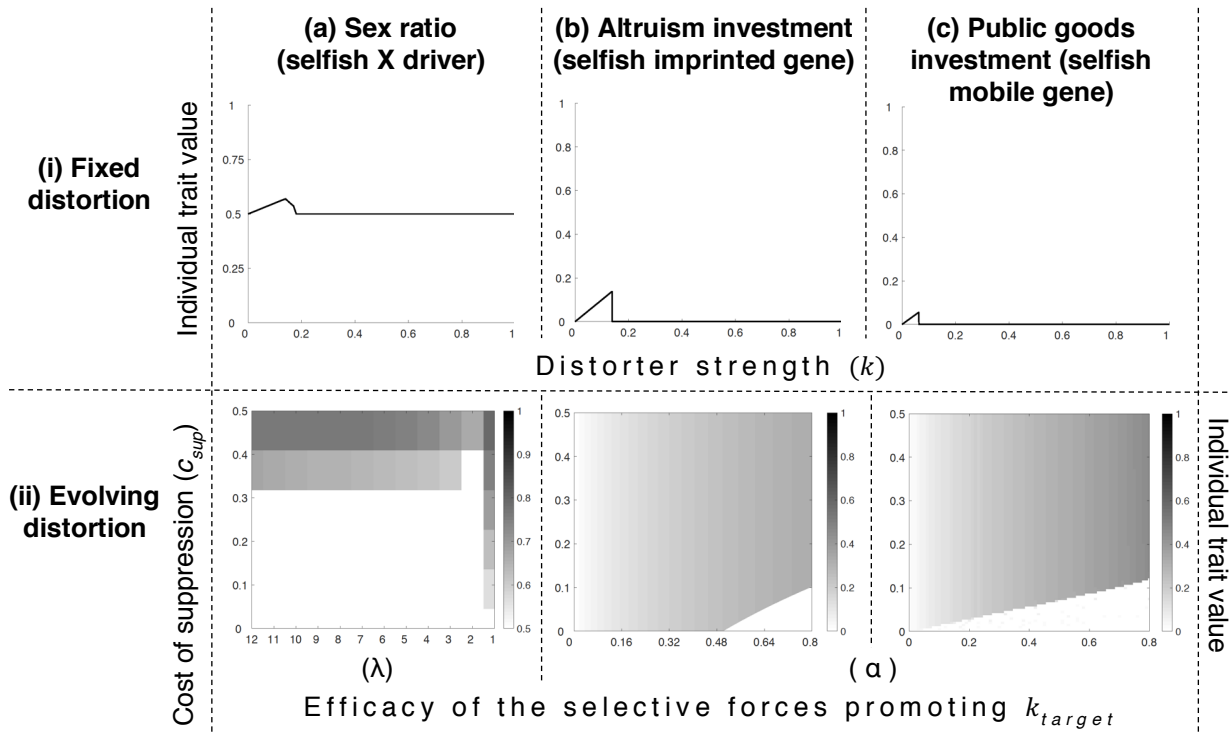 (a) Sex ratio
(selfish X driver)
(b) Altruism investment
(selfish imprinted gene)
(c) Public goods
investment (selfish
mobile gene)
(i) Fixed
distortion
Individual trait value
1
0.75
0.5
0.25
0
0 0.2 0.4 0.6 0.8 1
1
0.8
0.6
0.4
0.2
0
0 0.2 0.4 0.6 0.8 1
1
0.8
0.6
0.4
0.2
0
0 0.2 0.4 0.6 0.8 1
Distorter strength (k)
(ii) Evolving
distortion
Cost of suppression (c_sup)
0.5
0.4
0.3
0.2
0.1
0
12 11 10 9 8 7 6 5 4 3 2 1
1
0.9
0.8
0.7
0.6
0.5
(λ)
0.5
0.4
0.3
0.2
0.1
0
0.16 0.32 0.48 0.64 0.8
1
0.8
0.6
0.4
0.2
0
0.5
0.4
0.3
0.2
0.1
0
0.16 0.32 0.48 0.64 0.8
1
0.8
0.6
0.4
0.2
0
(α)
Individual trait value
Efficacy of the selective forces promoting k_target